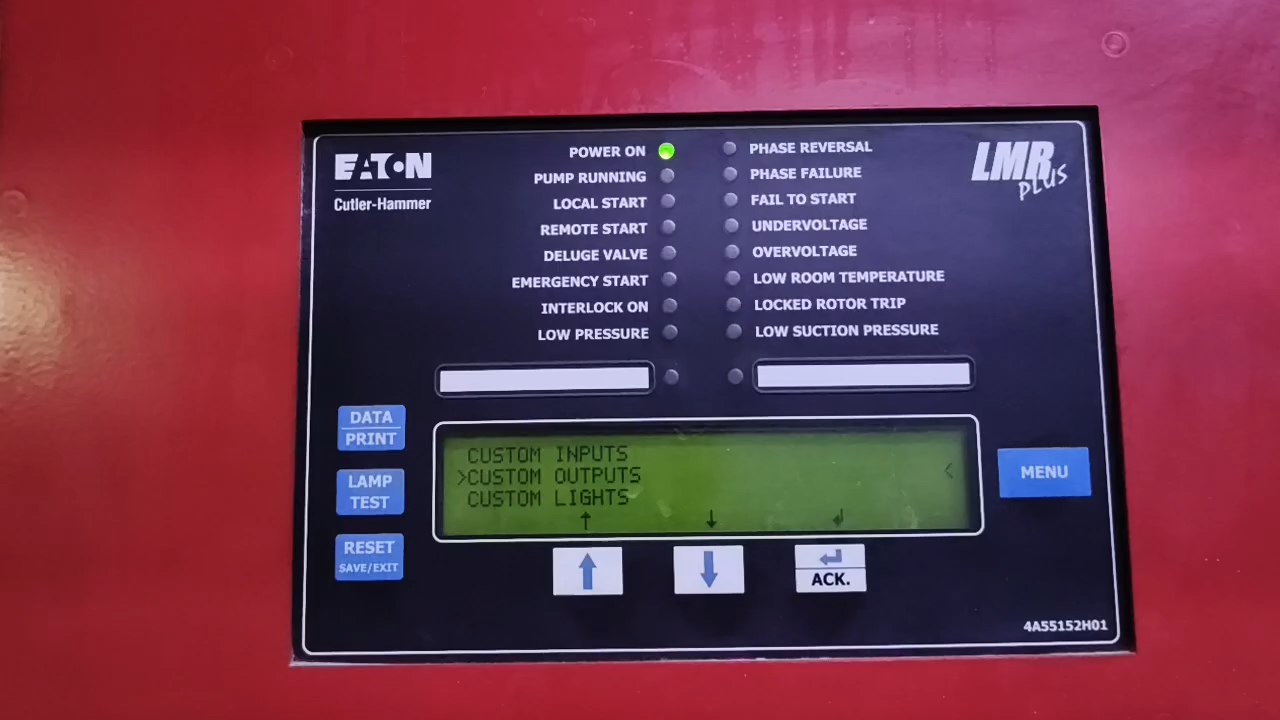 EATON
Cutler-Hammer
LMR
PLUS
POWER ON
PUMP RUNNING
LOCAL START
REMOTE START
DELUGE VALVE
EMERGENCY START
INTERLOCK ON
LOW PRESSURE
PHASE REVERSAL
PHASE FAILURE
FAIL TO START
UNDERVOLTAGE
OVERVOLTAGE
LOW ROOM TEMPERATURE
LOCKED ROTOR TRIP
LOW SUCTION PRESSURE
DATA
PRINT
LAMP
TEST
RESET
SAVE/EXIT
CUSTOM INPUTS
>CUSTOM OUTPUTS <
CUSTOM LIGHTS
↑ ↓ ↲
MENU
↑ ↓ ↲
ACK.
4A55152H01